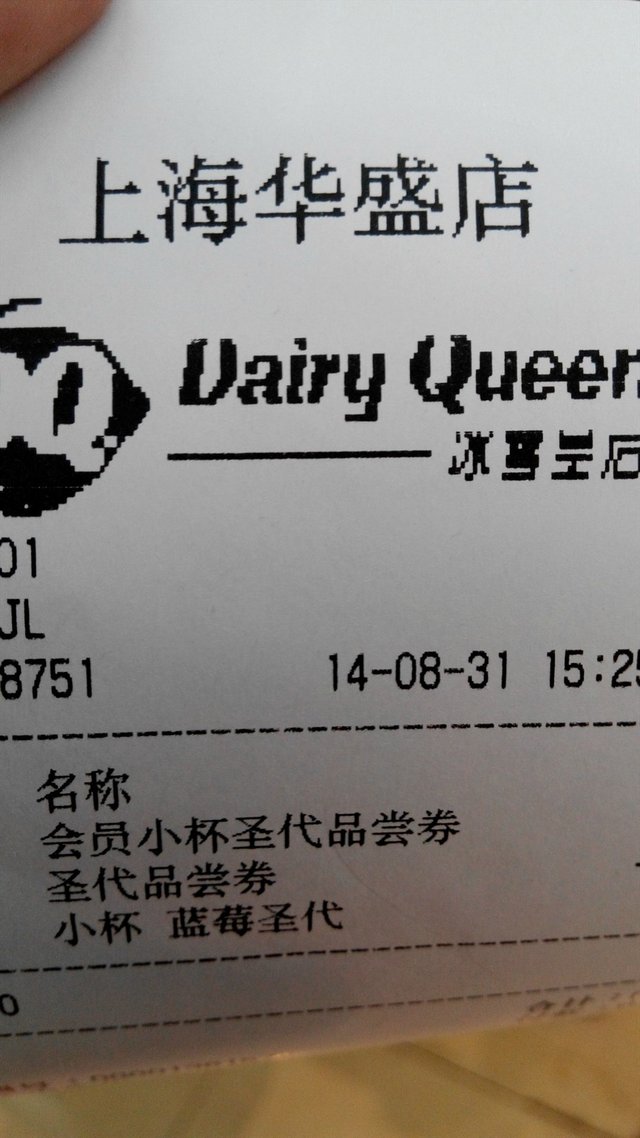 上海华盛店
Dairy Queen
冰雪皇后
01
JL
8751 14-08-31 15:25
名称
会员小杯圣代品尝券
圣代品尝券
小杯 蓝莓圣代
0